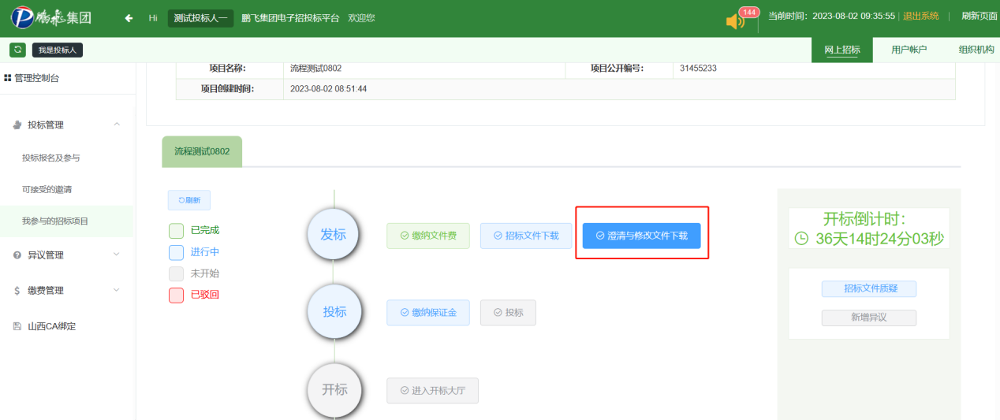 鹏飞集团
Hi 测试投标人一 鹏飞集团电子招投标平台 欢迎您
144
当前时间：2023-08-02 09:35:55 | 退出系统 | 刷新页面
我是投标人
网上招标 用户帐户 组织机构
管理控制台
投标管理
投标报名及参与
可接受的邀请
我参与的招标项目
异议管理
$ 缴费管理
山西CA绑定
项目名称： 流程测试0802 项目公开编号： 31455233
项目创建时间： 2023-08-02 08:51:44
流程测试0802
刷新
已完成
进行中
未开始
已驳回
发标 缴纳文件费 招标文件下载 澄清与修改文件下载
投标 缴纳保证金 投标
开标 进入开标大厅
开标倒计时：
36天14时24分03秒
招标文件质疑
新增异议